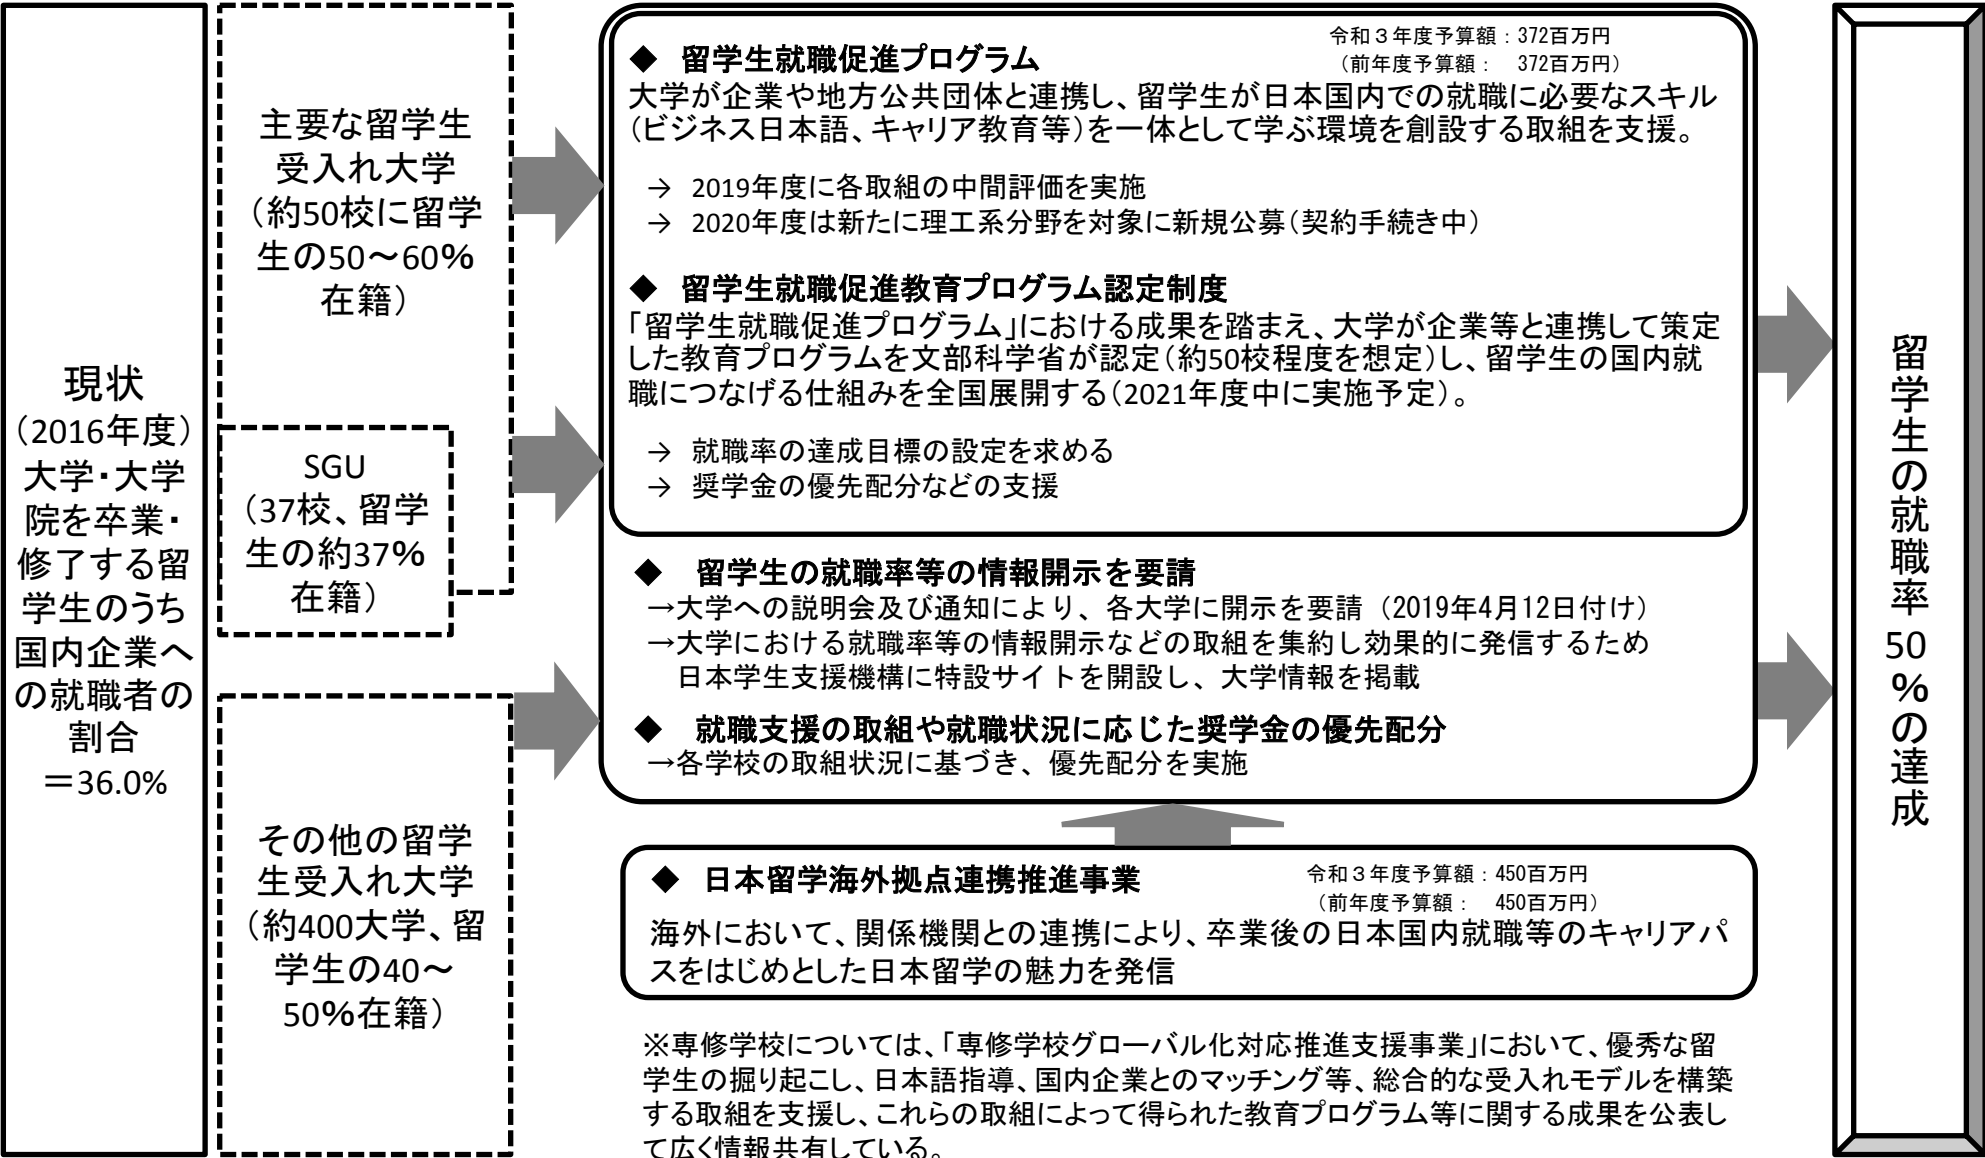 現状
（2016年度）
大学・大学
院を卒業・
修了する留
学生のうち
国内企業へ
の就職者の
割合
＝36.0%
主要な留学生
受入れ大学
（約50校に留学
生の50～60%
在籍）
SGU
（37校、留学
生の約37%
在籍）
その他の留学
生受入れ大学
（約400大学、留
学生の40～
50%在籍）
◆ 留学生就職促進プログラム
令和３年度予算額：372百万円
（前年度予算額： 372百万円）
大学が企業や地方公共団体と連携し、留学生が日本国内での就職に必要なスキル
（ビジネス日本語、キャリア教育等）を一体として学ぶ環境を創設する取組を支援。
→ 2019年度に各取組の中間評価を実施
→ 2020年度は新たに理工系分野を対象に新規公募（契約手続き中）
◆ 留学生就職促進教育プログラム認定制度
「留学生就職促進プログラム」における成果を踏まえ、大学が企業等と連携して策定
した教育プログラムを文部科学省が認定（約50校程度を想定）し、留学生の国内就
職につなげる仕組みを全国展開する（2021年度中に実施予定）。
→ 就職率の達成目標の設定を求める
→ 奨学金の優先配分などの支援
◆ 留学生の就職率等の情報開示を要請
→大学への説明会及び通知により、各大学に開示を要請（2019年4月12日付け）
→大学における就職率等の情報開示などの取組を集約し効果的に発信するため
日本学生支援機構に特設サイトを開設し、大学情報を掲載
◆ 就職支援の取組や就職状況に応じた奨学金の優先配分
→各学校の取組状況に基づき、優先配分を実施
◆ 日本留学海外拠点連携推進事業
令和３年度予算額：450百万円
（前年度予算額： 450百万円）
海外において、関係機関との連携により、卒業後の日本国内就職等のキャリアパ
スをはじめとした日本留学の魅力を発信
※専修学校については、「専修学校グローバル化対応推進支援事業」において、優秀な留
学生の掘り起こし、日本語指導、国内企業とのマッチング等、総合的な受入れモデルを構築
する取組を支援し、これらの取組によって得られた教育プログラム等に関する成果を公表し
て広く情報共有している。
留学生の就職率50％の達成